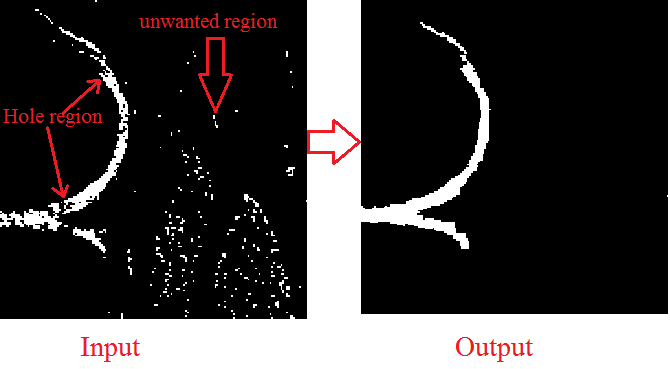 unwanted region
Hole region
Input
Output